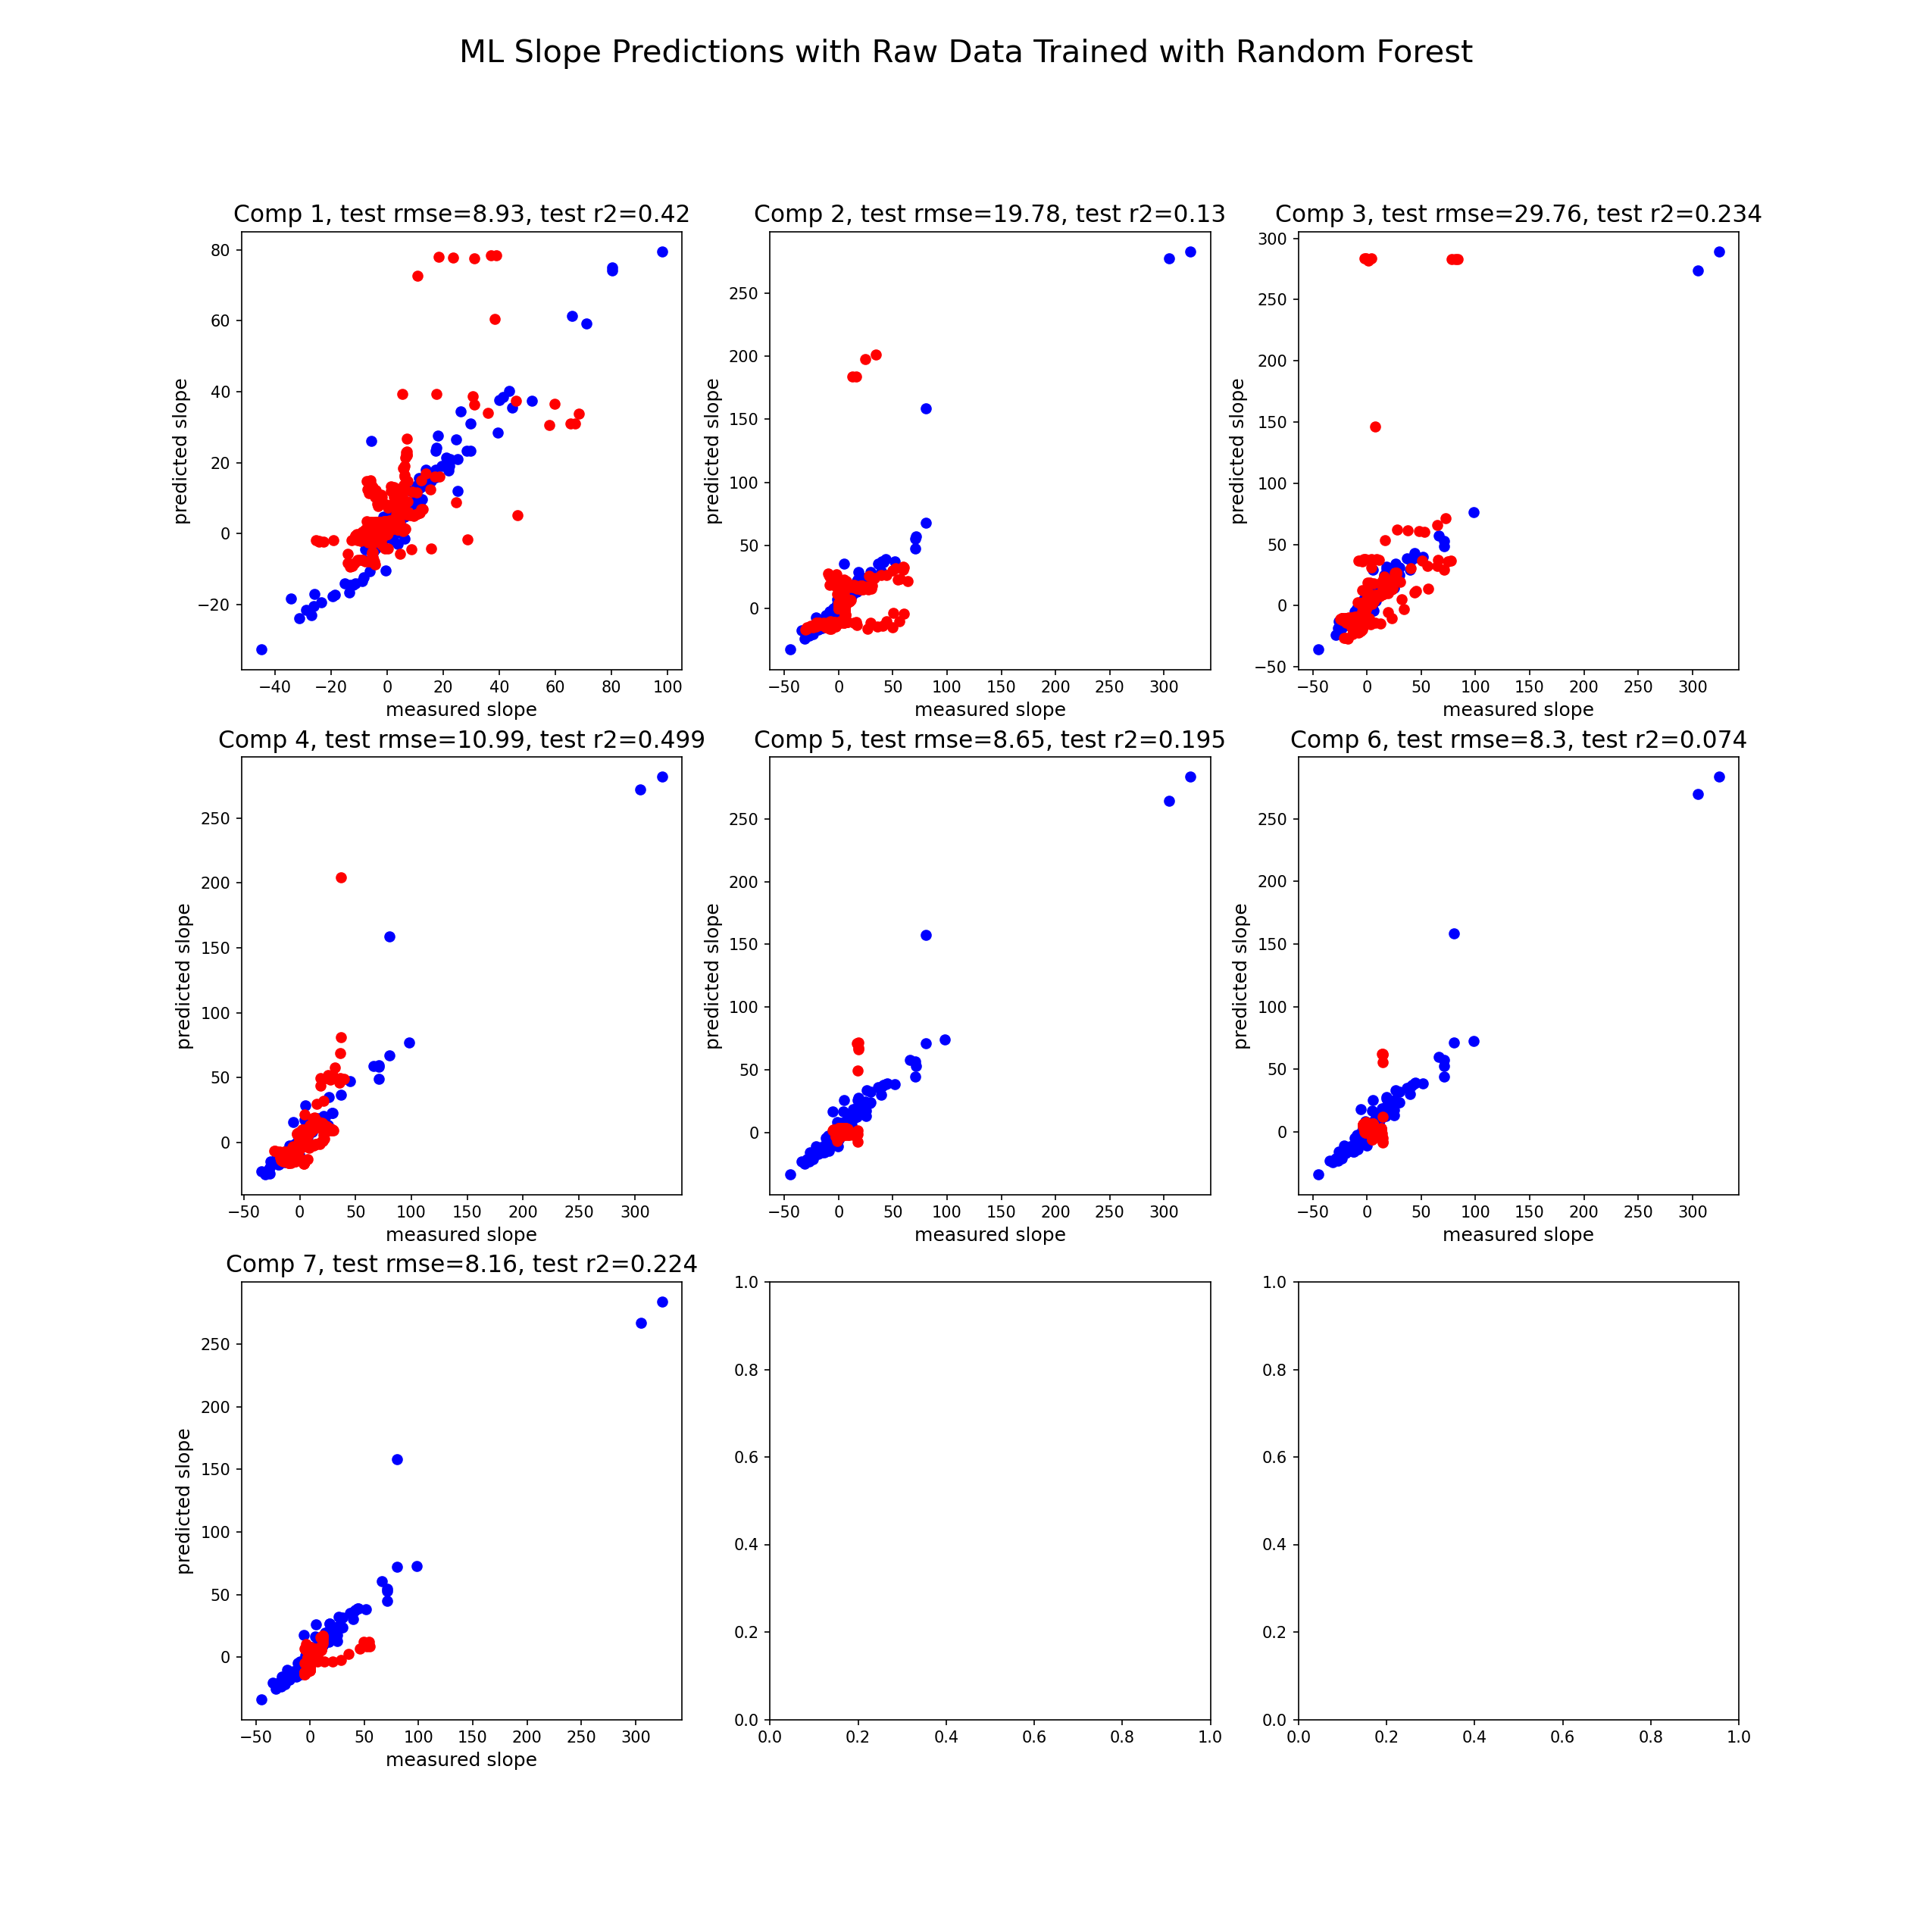 ML Slope Predictions with Raw Data Trained with Random Forest
Comp 1, test rmse=8.93, test r2=0.42
80
60
40
20
0
−20
predicted slope
−40 −20 0 20 40 60 80 100
measured slope
Comp 2, test rmse=19.78, test r2=0.13
250
200
150
100
50
0
predicted slope
−50 0 50 100 150 200 250 300
measured slope
Comp 3, test rmse=29.76, test r2=0.234
300
250
200
150
100
50
0
−50
predicted slope
−50 0 50 100 150 200 250 300
measured slope
Comp 4, test rmse=10.99, test r2=0.499
250
200
150
100
50
0
predicted slope
−50 0 50 100 150 200 250 300
measured slope
Comp 5, test rmse=8.65, test r2=0.195
250
200
150
100
50
0
predicted slope
−50 0 50 100 150 200 250 300
measured slope
Comp 6, test rmse=8.3, test r2=0.074
250
200
150
100
50
0
predicted slope
−50 0 50 100 150 200 250 300
measured slope
Comp 7, test rmse=8.16, test r2=0.224
250
200
150
100
50
0
predicted slope
−50 0 50 100 150 200 250 300
measured slope
1.0
0.8
0.6
0.4
0.2
0.0
0.0 0.2 0.4 0.6 0.8 1.0
1.0
0.8
0.6
0.4
0.2
0.0
0.0 0.2 0.4 0.6 0.8 1.0